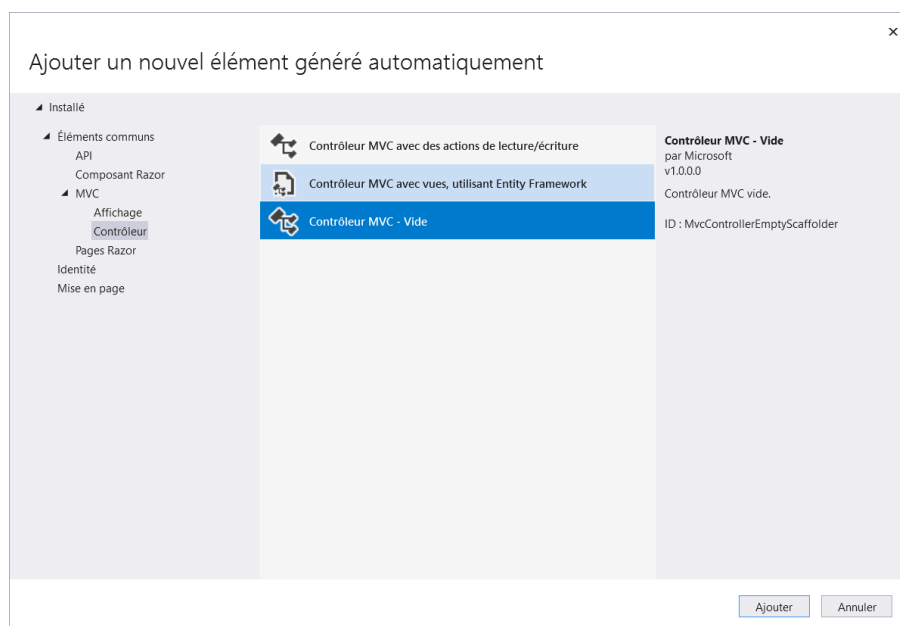 Ajouter un nouvel élément généré automatiquement
Installé
Éléments communs
API
Composant Razor
MVC
Affichage
Contrôleur
Pages Razor
Identité
Mise en page
Contrôleur MVC avec des actions de lecture/écriture
Contrôleur MVC avec vues, utilisant Entity Framework
Contrôleur MVC - Vide
Contrôleur MVC - Vide
par Microsoft
v1.0.0.0
Contrôleur MVC vide.
ID : MvcControllerEmptyScaffolder
Ajouter
Annuler